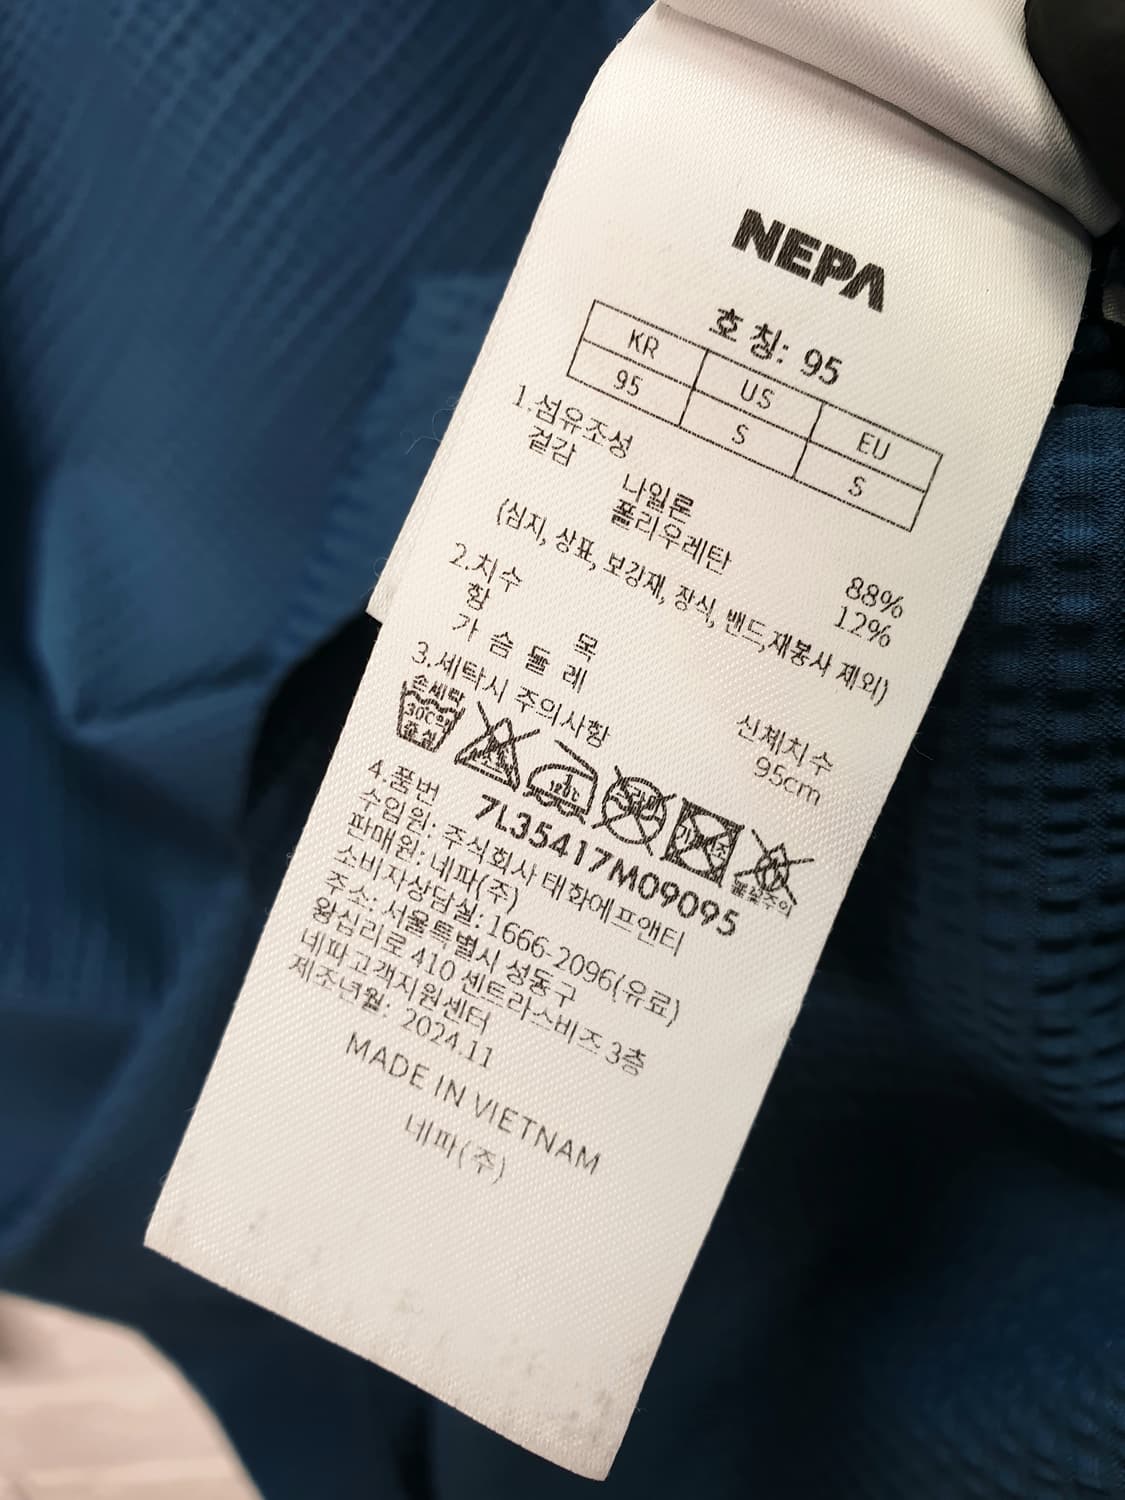 NEPA
호 칭: 95
KR US EU
95 S S
1.섬유조성
겉감
나일론 88%
폴리우레탄 12%
(심지, 상표, 보강재, 장식, 밴드,재봉사 제외)
2.치수
항 목 신체치수
가 슴 둘 레 95cm
3.세탁시 주의사항
손세탁
30℃
중성
불꽃주의
4.품번 7L35417M09095
수입원: 주식회사 태화에프앤티
판매원: 네파(주)
소비자상담실: 1666-2096(유료)
주소: 서울특별시 성동구
왕십리로 410 센트라스비즈 3층
네파고객지원센터
제조년월: 2024.11
MADE IN VIETNAM
네파(주)